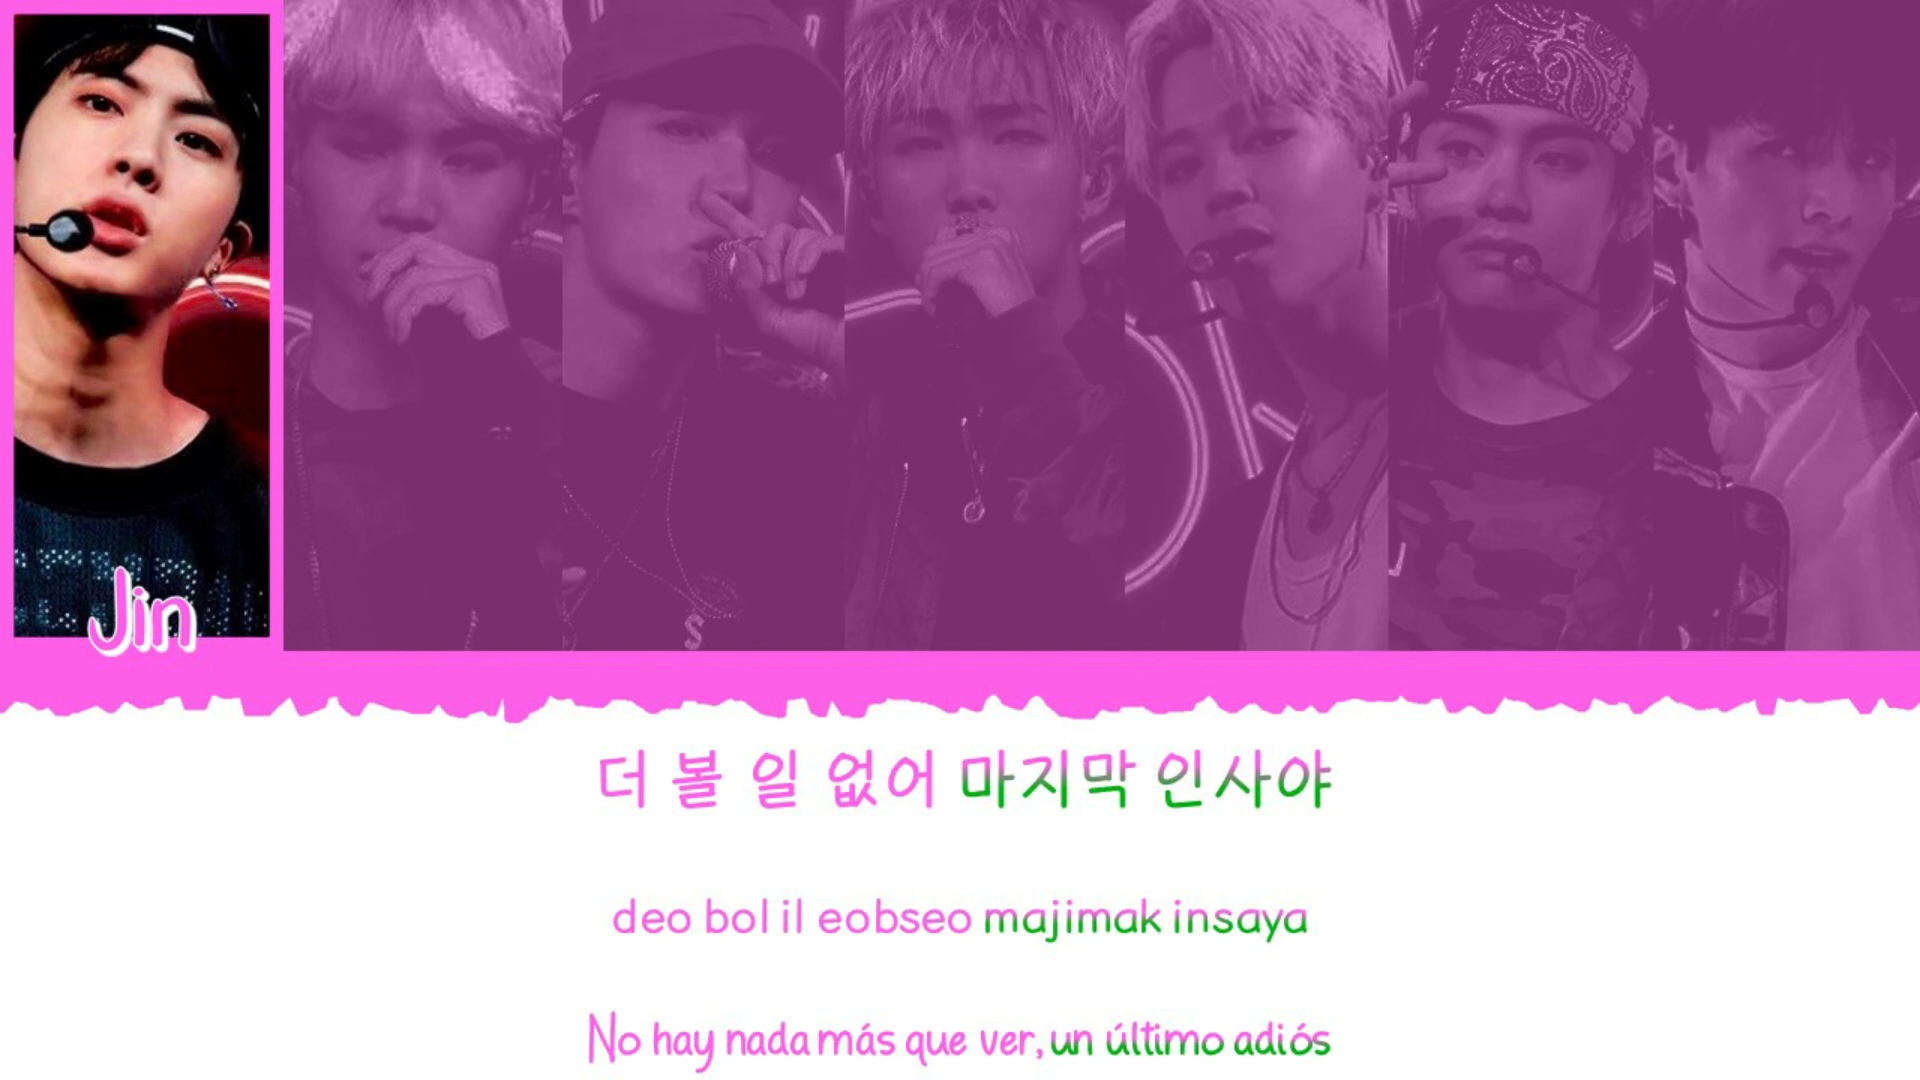 Jin
더 볼 일 없어 마지막 인사야
deo bol il eobseo majimak insaya
No hay nada más que ver, un último adiós